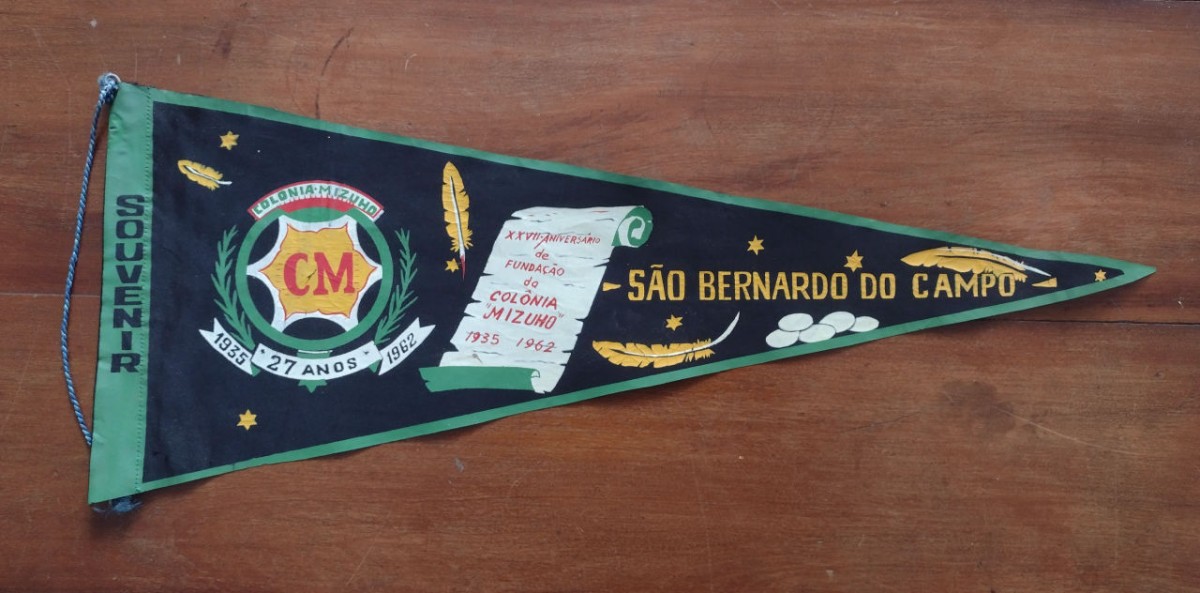 SOUVENIR
COLONIA-MIZUHO
CM
1935 27 ANOS 1962
XXVII-ANIVERSÁRIO
de
FUNDAÇÃO
da
COLÔNIA
"MIZUHO"
1935 1962
SÃO BERNARDO DO CAMPO